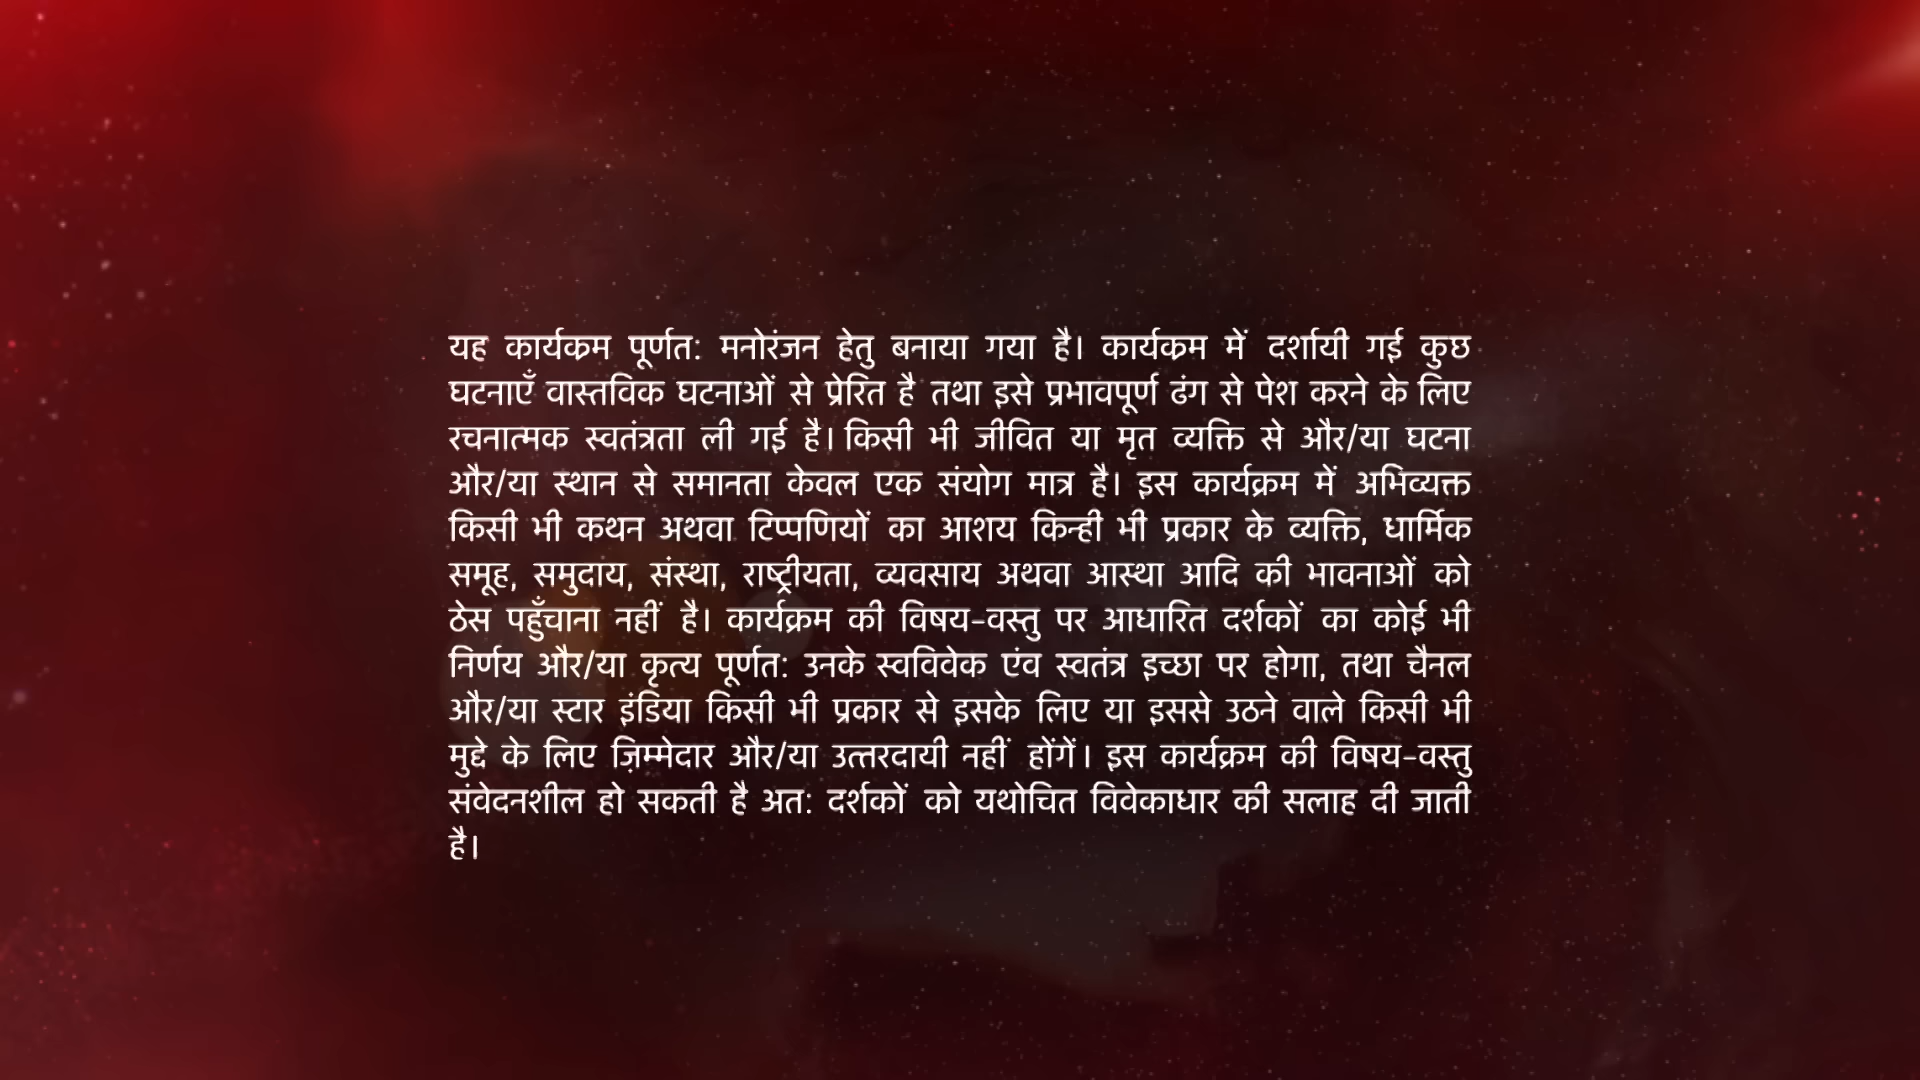 यह कार्यक्रम पूर्णत: मनोरंजन हेतु बनाया गया है। कार्यक्रम में दर्शायी गई कुछ
घटनाएँ वास्तविक घटनाओं से प्रेरित है तथा इसे प्रभावपूर्ण ढंग से पेश करने के लिए
रचनात्मक स्वतंत्रता ली गई है। किसी भी जीवित या मृत व्यक्ति से और/या घटना
और/या स्थान से समानता केवल एक संयोग मात्र है। इस कार्यक्रम में अभिव्यक्त
किसी भी कथन अथवा टिप्पणियों का आशय किन्ही भी प्रकार के व्यक्ति, धार्मिक
समूह, समुदाय, संस्था, राष्ट्रीयता, व्यवसाय अथवा आस्था आदि की भावनाओं को
ठेस पहुँचाना नहीं है। कार्यक्रम की विषय-वस्तु पर आधारित दर्शकों का कोई भी
निर्णय और/या कृत्य पूर्णत: उनके स्वविवेक एंव स्वतंत्र इच्छा पर होगा, तथा चैनल
और/या स्टार इंडिया किसी भी प्रकार से इसके लिए या इससे उठने वाले किसी भी
मुद्दे के लिए ज़िम्मेदार और/या उत्तरदायी नहीं होंगें। इस कार्यक्रम की विषय-वस्तु
संवेदनशील हो सकती है अत: दर्शकों को यथोचित विवेकाधार की सलाह दी जाती
है।